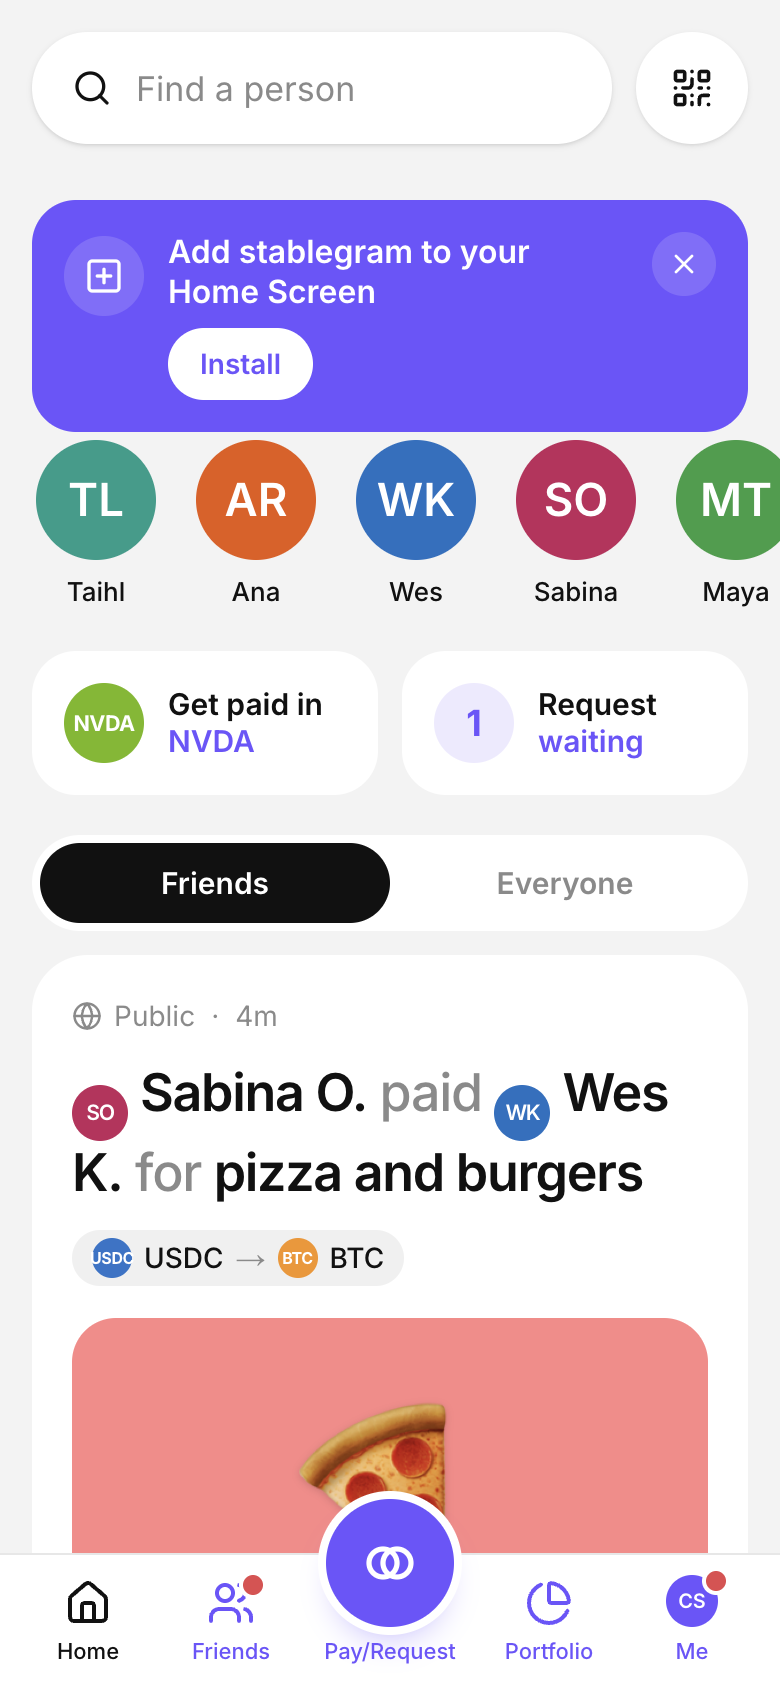 Find a person
Add stablegram to your
Home Screen
Install
TL
AR
WK
SO
MT
Taihl
Ana
Wes
Sabina
Maya
NVDA
Get paid in
NVDA
1
Request
waiting
Friends
Everyone
Public · 4m
SO Sabina O. paid WK Wes
K. for pizza and burgers
USDC USDC → BTC BTC
Home
Friends
Pay/Request
Portfolio
CS
Me